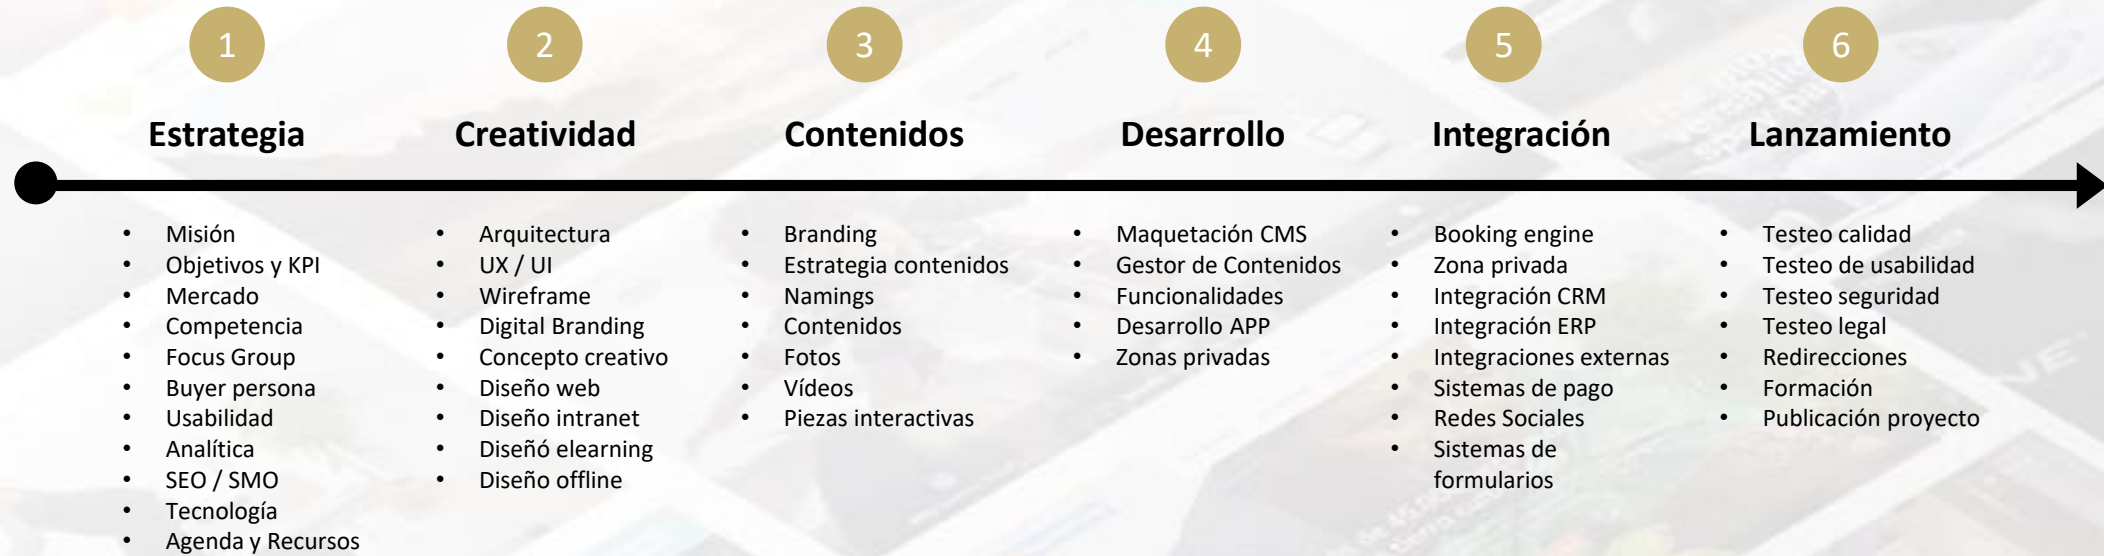 1
Estrategia
• Misión
• Objetivos y KPI
• Mercado
• Competencia
• Focus Group
• Buyer persona
• Usabilidad
• Analítica
• SEO / SMO
• Tecnología
• Agenda y Recursos
2
Creatividad
• Arquitectura
• UX / UI
• Wireframe
• Digital Branding
• Concepto creativo
• Diseño web
• Diseño intranet
• Diseñó elearning
• Diseño offline
3
Contenidos
• Branding
• Estrategia contenidos
• Namings
• Contenidos
• Fotos
• Vídeos
• Piezas interactivas
4
Desarrollo
• Maquetación CMS
• Gestor de Contenidos
• Funcionalidades
• Desarrollo APP
• Zonas privadas
5
Integración
• Booking engine
• Zona privada
• Integración CRM
• Integración ERP
• Integraciones externas
• Sistemas de pago
• Redes Sociales
• Sistemas de
formularios
6
Lanzamiento
• Testeo calidad
• Testeo de usabilidad
• Testeo seguridad
• Testeo legal
• Redirecciones
• Formación
• Publicación proyecto